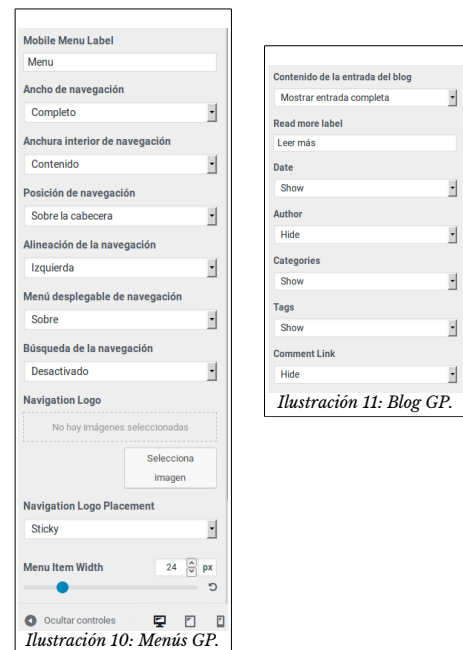 Mobile Menu Label
Menu
Ancho de navegación
Completo
Anchura interior de navegación
Contenido
Posición de navegación
Sobre la cabecera
Alineación de la navegación
Izquierda
Menú desplegable de navegación
Sobre
Búsqueda de la navegación
Desactivado
Navigation Logo
No hay imágenes seleccionadas
Selecciona
imagen
Navigation Logo Placement
Sticky
Menu Item Width 24 px
Ocultar controles
Ilustración 10: Menús GP.
Contenido de la entrada del blog
Mostrar entrada completa
Read more label
Leer más
Date
Show
Author
Hide
Categories
Show
Tags
Show
Comment Link
Hide
Ilustración 11: Blog GP.